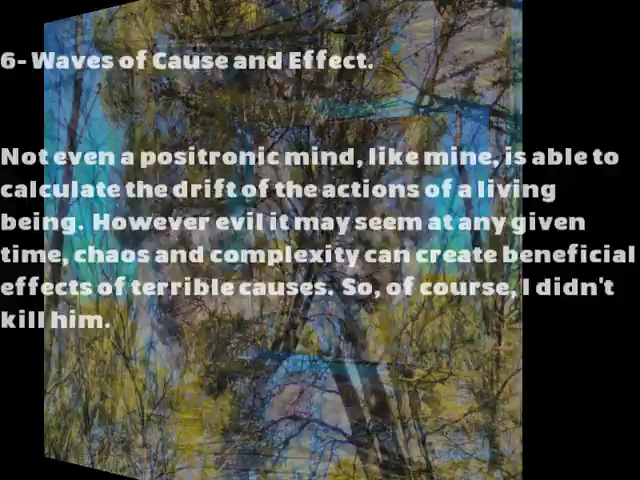 6- Waves of Cause and Effect.
Not even a positronic mind, like mine, is able to
calculate the drift of the actions of a living
being. However evil it may seem at any given
time, chaos and complexity can create beneficial
effects of terrible causes. So, of course, I didn't
kill him.